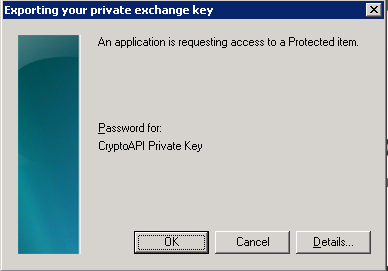 Exporting your private exchange key
An application is requesting access to a Protected item.
Password for:
CryptoAPI Private Key
OK
Cancel
Details...